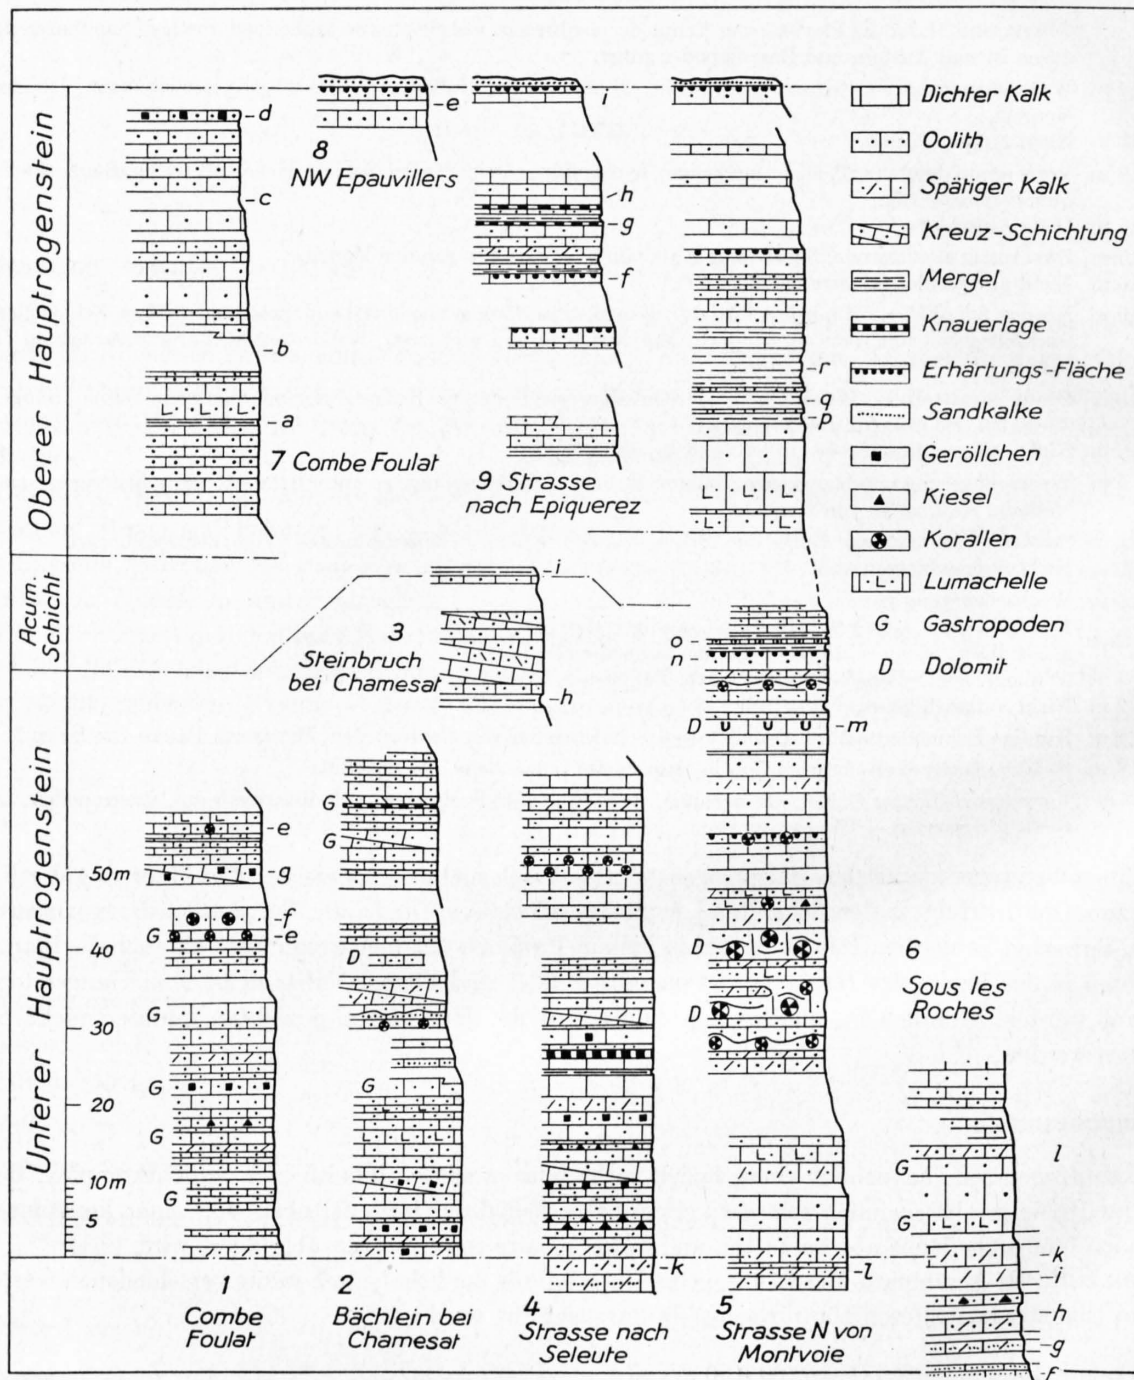 Oberer Hauptrogenstein
Acum.
Schicht
Unterer Hauptrogensein
50m
40
30
20
10m
5
d
c
b
a
7 Combe Foulat
e
8
NW Epauvillers
i
h
g
f
9 Strasse
nach Epiquerez
r
q
p
Dichter Kalk
Oolith
Spätiger Kalk
Kreuz-Schichtung
Mergel
Knauerlage
Erhärtungs-Fläche
Sandkalke
Geröllchen
Kiesel
Korallen
Lumachelle
G Gastropoden
D Dolomit
i
3
Steinbruch
bei Chamesat
h
o
n
D
m
D
D
l
5
Strasse N von
Montvoie
e
g
f
G
e
G
G
G
G
1
Combe
Foulat
G
G
D
G
2
Bächlein bei
Chamesat
k
4
Strasse nach
Seleute
6
Sous les
Roches
l
G
G
k
i
h
g
f